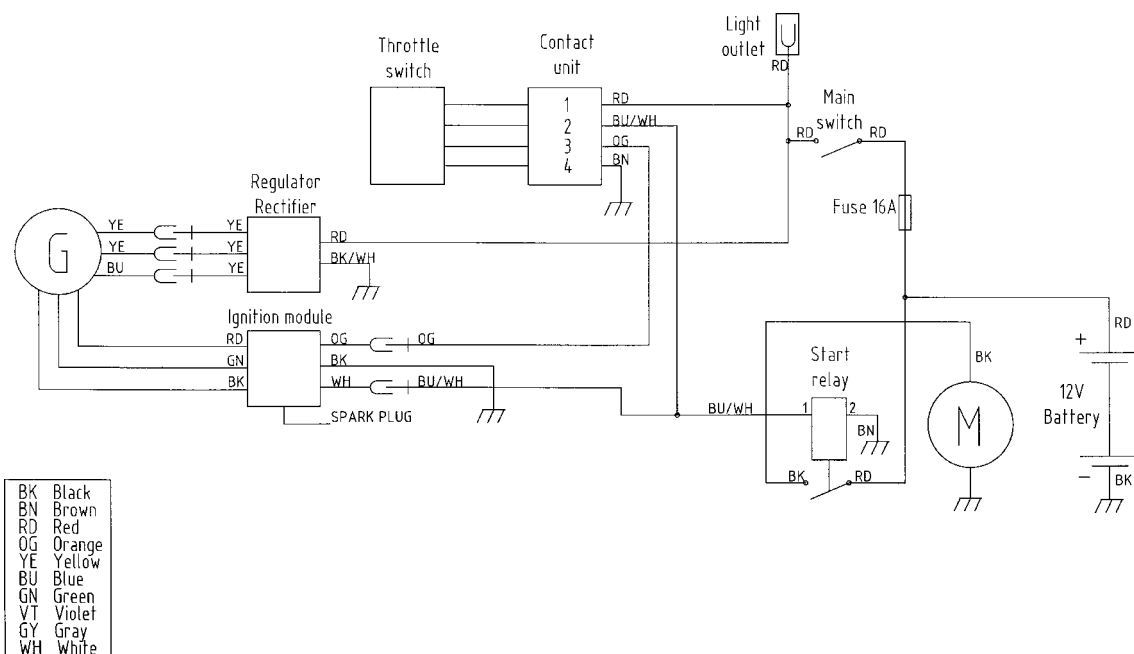 Light
outlet
RD
Throttle
switch
Contact
unit
1 RD
2 BU/WH
3 OG
4 BN
Main
switch
RD RD
Fuse 16A
Regulator
Rectifier
G
YE YE
YE YE
BU YE
RD
BK/WH
Ignition module
RD
GN
BK
OG OG
BK
WH BU/WH
SPARK PLUG
Start
relay
BU/WH 1 2
BN
BK RD
BK
M
RD
+
12V
Battery
-
BK
BK Black
BN Brown
RD Red
OG Orange
YE Yellow
BU Blue
GN Green
VT Violet
GY Gray
WH White